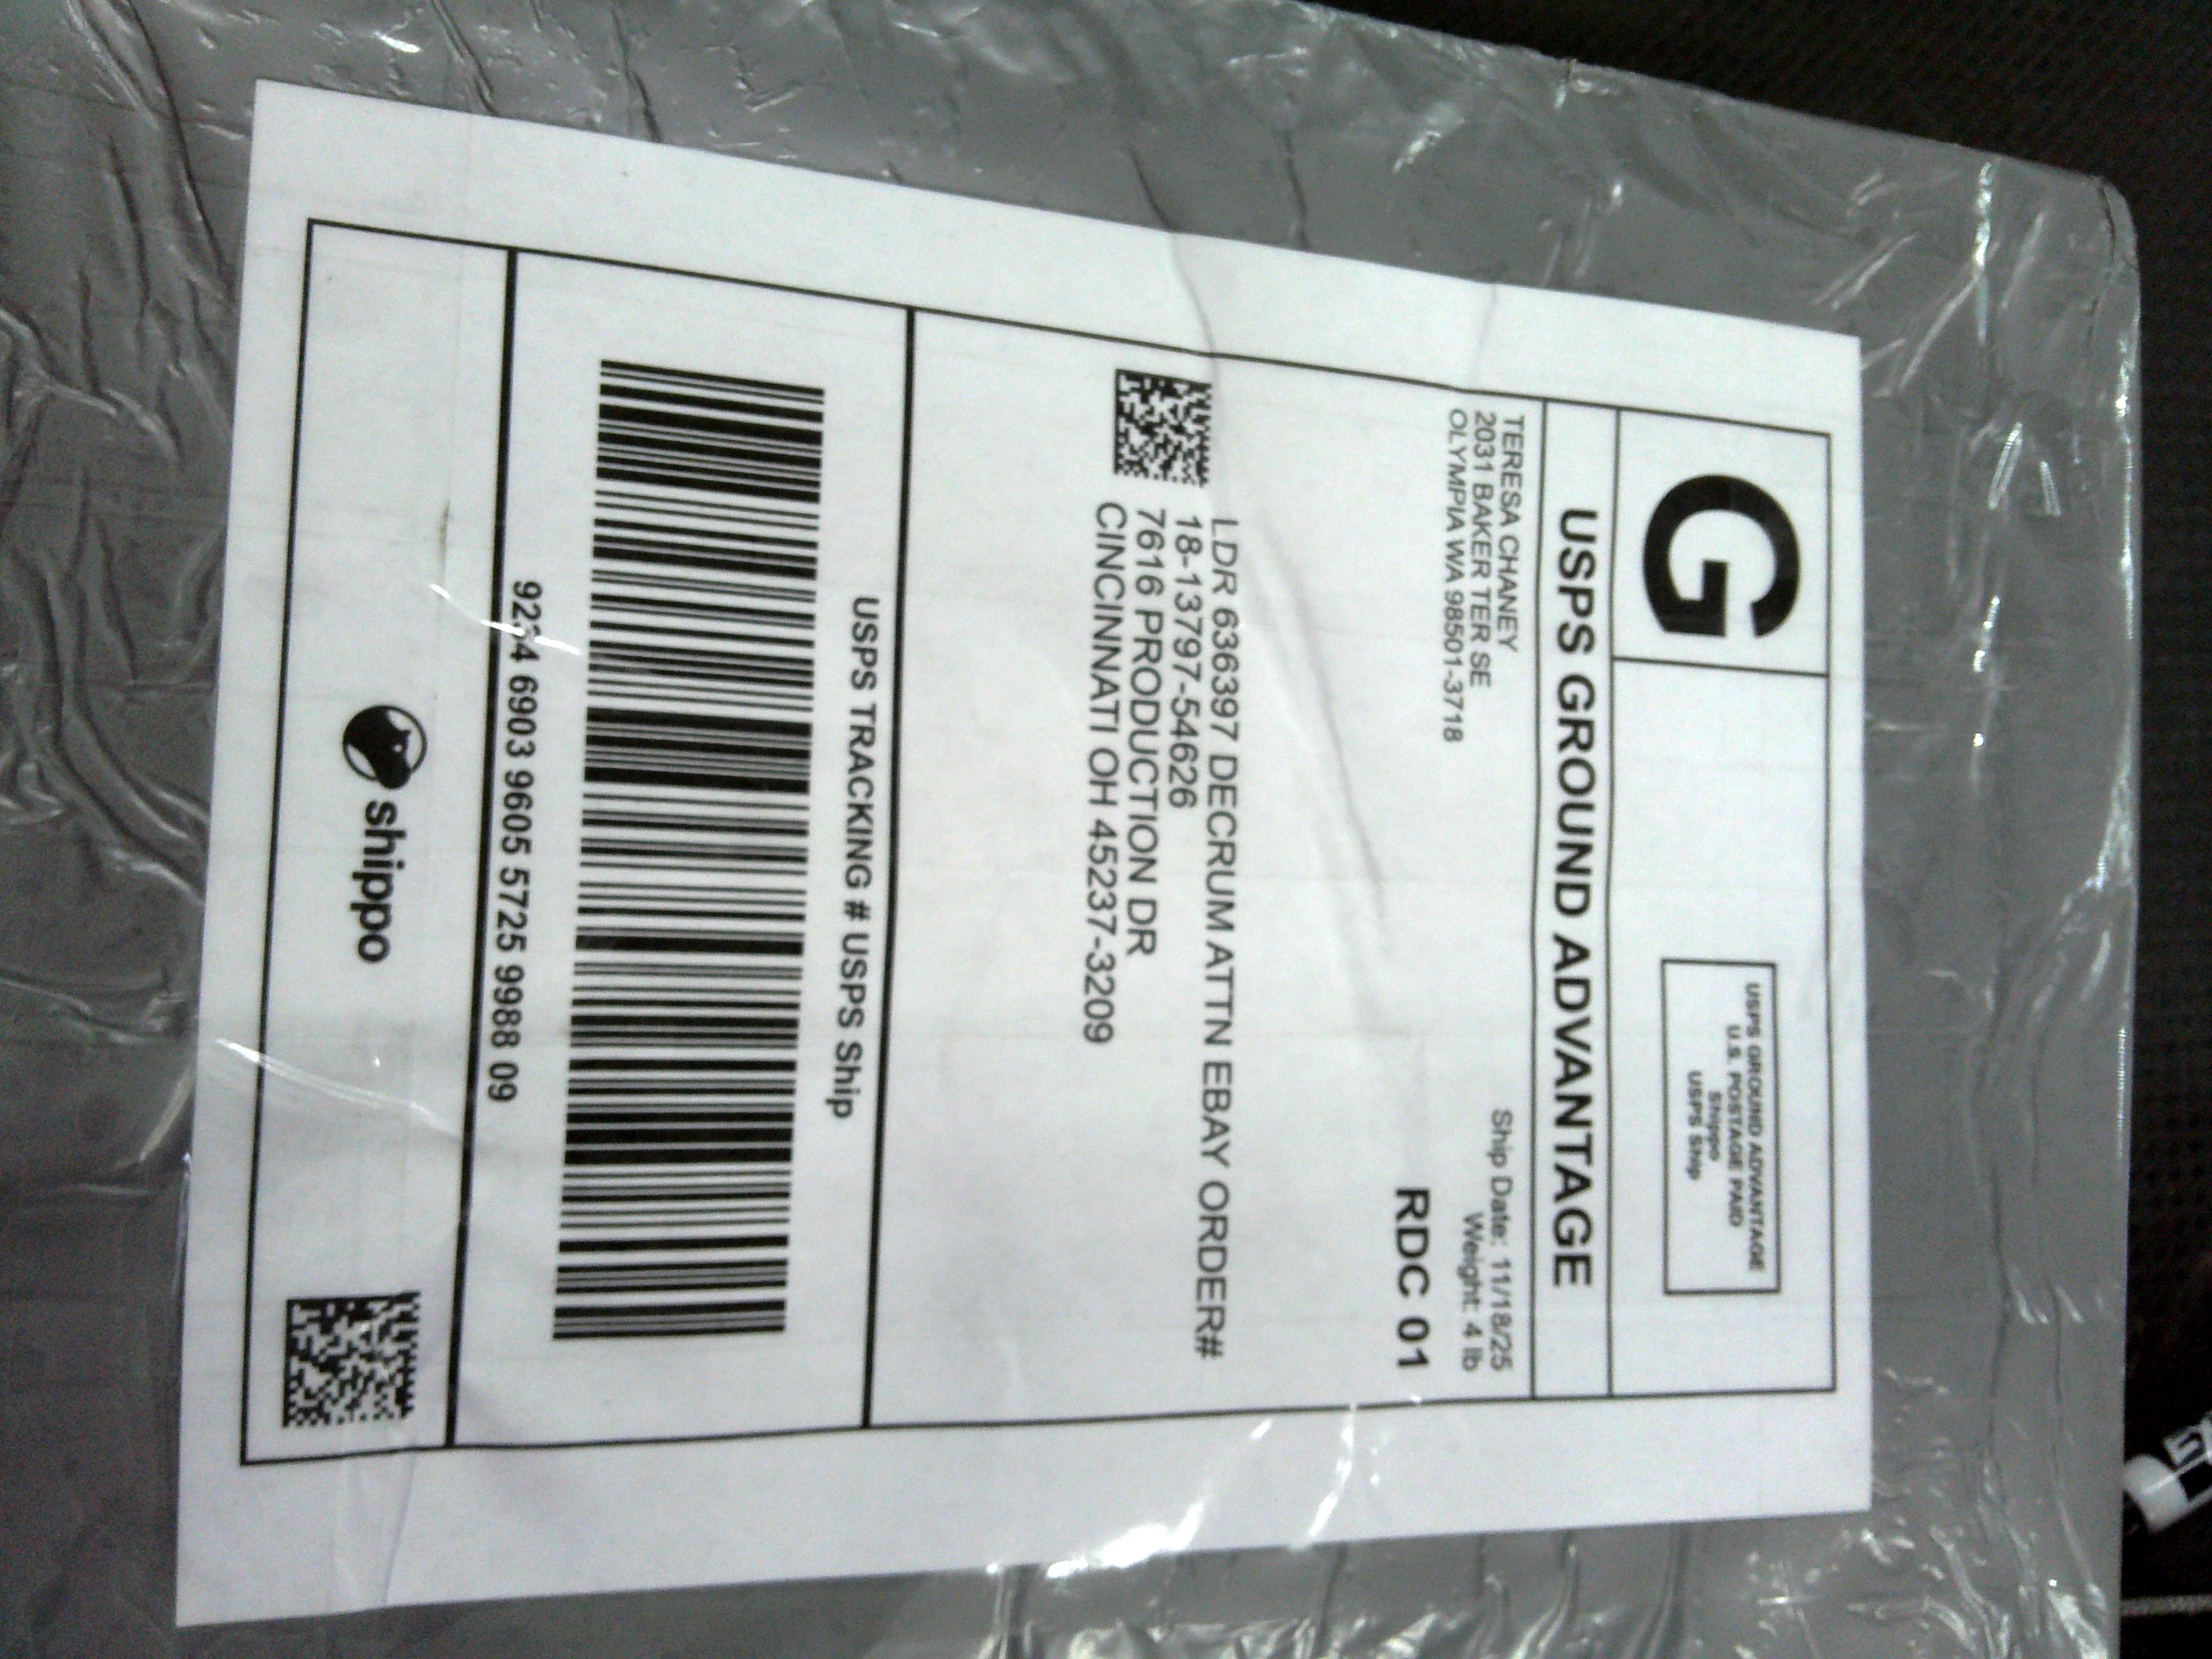 G
USPS GROUND ADVANTAGE
U.S. POSTAGE PAID
Shippo
USPS Ship
USPS GROUND ADVANTAGE
TERESA CHANEY
2031 BAKER TER SE
OLYMPIA WA 98501-3718
Ship Date: 11/18/25
Weight: 4 lb
RDC 01
LDR 636397 DECRUM ATTN EBAY ORDER#
18-13797-54626
7616 PRODUCTION DR
CINCINNATI OH 45237-3209
USPS TRACKING # USPS Ship
6903 9605 5725 9988 09
shippo